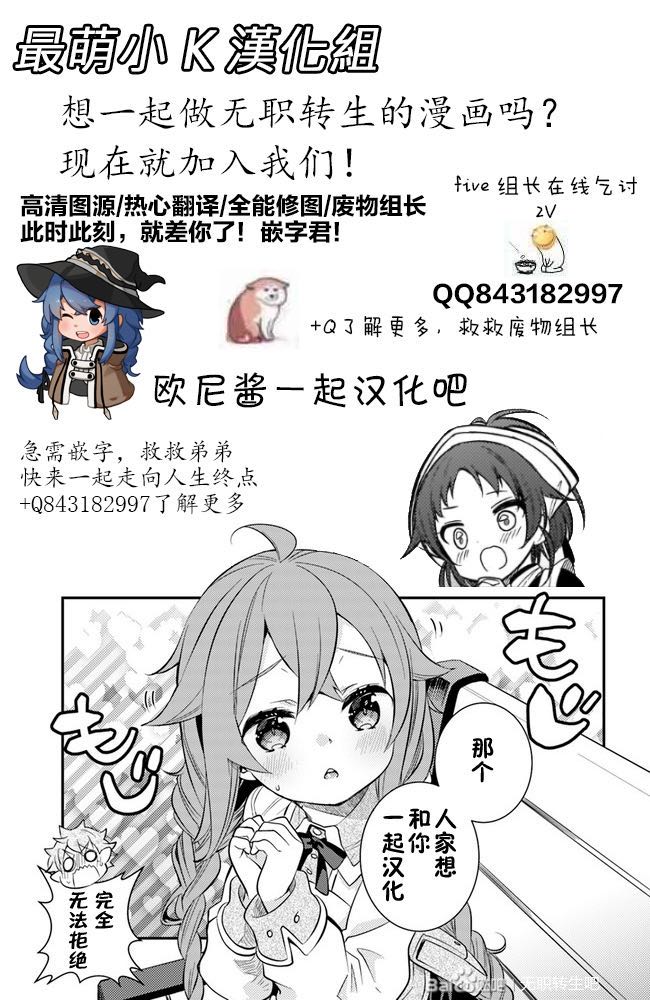 最萌小K漢化組
想一起做无职转生的漫画吗?
现在就加入我们!
five 组长在线乞讨
2V
高清图源/热心翻译/全能修图/废物组长
此时此刻，就差你了！嵌字君！
QQ843182997
+Q了解更多，救救废物组长
欧尼酱一起汉化吧
急需嵌字，救救弟弟
快来一起走向人生终点
+Q843182997了解更多
もじ
もじ
那个
人家想
和你
一起汉化
完全
无法拒绝
无职转生吧